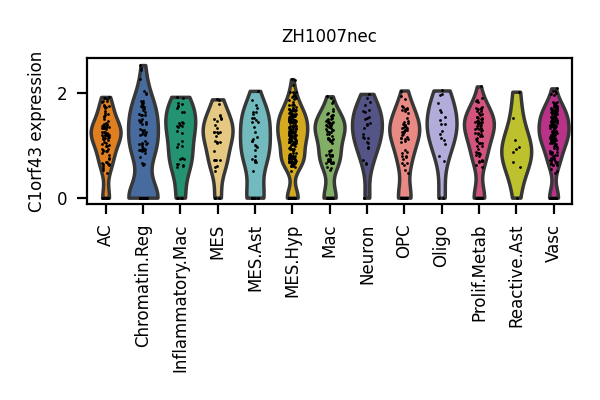 ZH1007nec
C1orf43 expression
2
0
AC
Chromatin.Reg
Inflammatory.Mac
MES
MES.Ast
MES.Hyp
Mac
Neuron
OPC
Oligo
Prolif.Metab
Reactive.Ast
Vasc